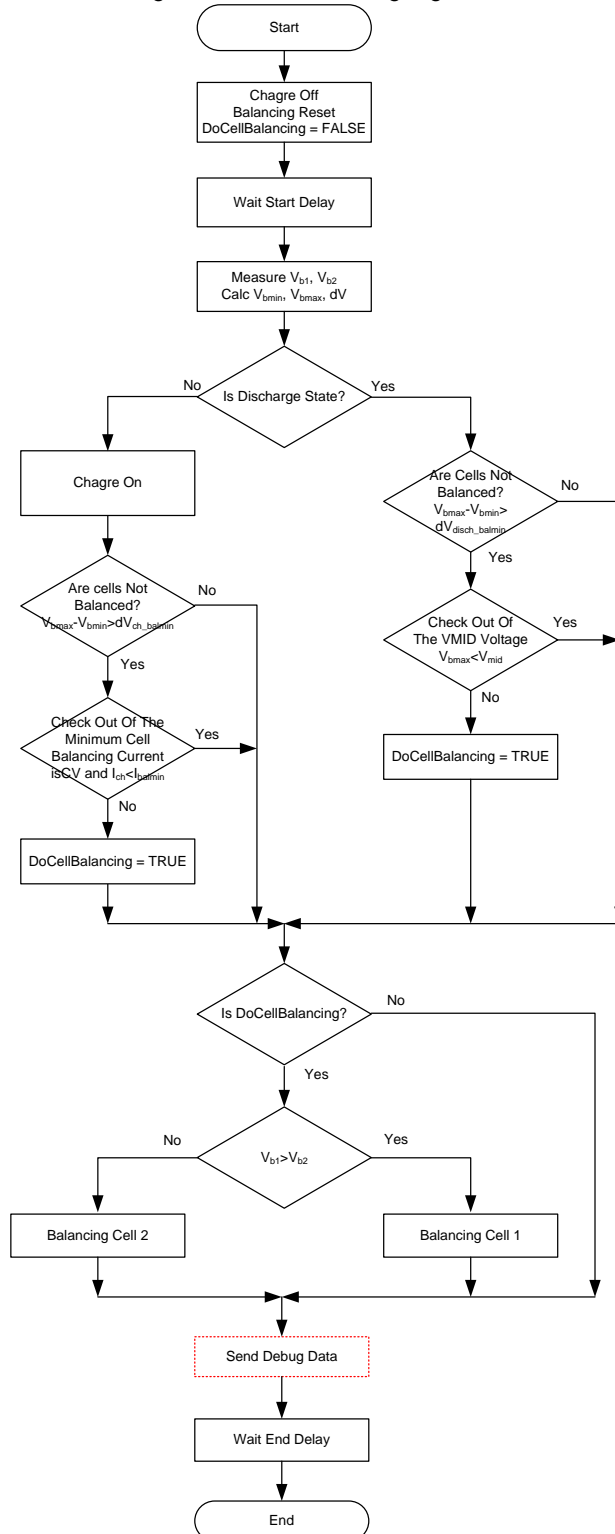 Start
Chagre Off
Balancing Reset
DoCellBalancing = FALSE
Wait Start Delay
Measure Vb1, Vb2
Calc Vbmin, Vbmax, dV
No
Is Discharge State?
Yes
Chagre On
Are Cells Not
Balanced?
Vbmax-Vbmin>
dVdisch_balmin
No
Yes
Are cells Not
Balanced?
Vbmax-Vbmin>dVch_balmin
No
Yes
Check Out Of
The VMID Voltage
Vbmax<Vmid
Yes
No
Check Out Of The
Minimum Cell
Balancing Current
isCV and Ich<Ibalmin
Yes
No
DoCellBalancing = TRUE
DoCellBalancing = TRUE
Is DoCellBalancing?
No
Yes
No
Vb1>Vb2
Yes
Balancing Cell 2
Balancing Cell 1
Send Debug Data
Wait End Delay
End